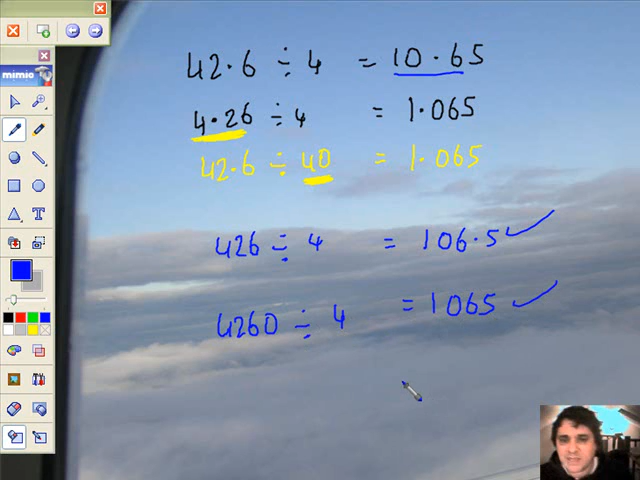 mimio
T
42.6 ÷ 4 = 10.65
4.26 ÷ 4 = 1.065
42.6 ÷ 40 = 1.065
426 ÷ 4 = 106.5
4260 ÷ 4 = 1065